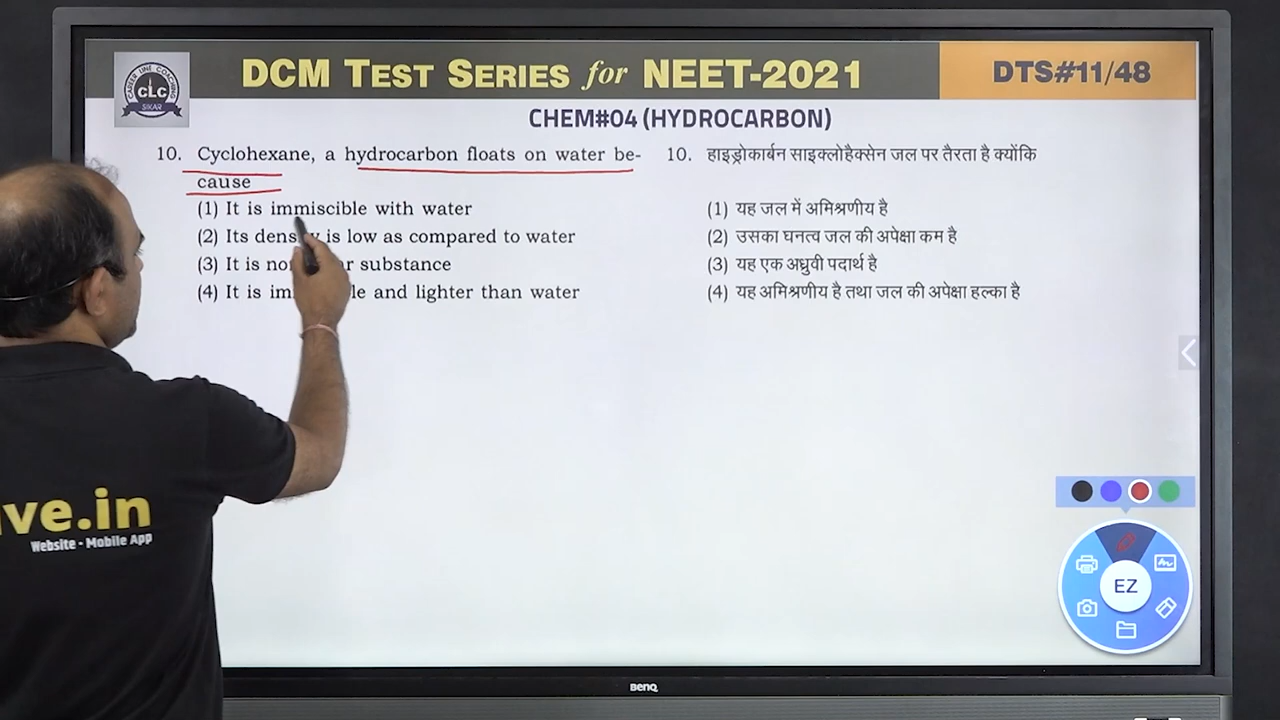 DCM TEST SERIES for NEET-2021
DTS#11/48
CAREER LINE COACHING
CLC
SIKAR
CHEM#04 (HYDROCARBON)
10. Cyclohexane, a hydrocarbon floats on water be-
cause
(1) It is immiscible with water
(2) Its density is low as compared to water
(3) It is substance
(4) It is and lighter than water
10. हाइड्रोकार्बन साइक्लोहैक्सेन जल पर तैरता है क्योंकि
(1) यह जल में अमिश्रणीय है
(2) उसका घनत्व जल की अपेक्षा कम है
(3) यह एक अध्रुवी पदार्थ है
(4) यह अमिश्रणीय है तथा जल की अपेक्षा हल्का है
ive.in
Website - Mobile App
EZ
BenQ